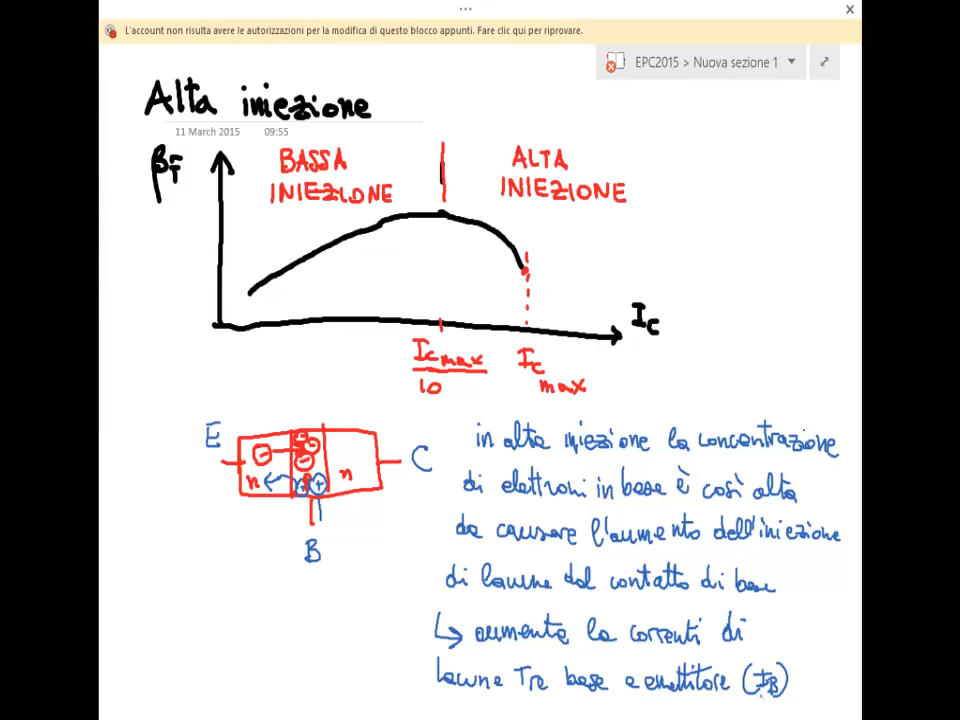 ...
L'account non risulta avere le autorizzazioni per la modifica di questo blocco appunti. Fare clic qui per riprovare.
EPC2015 > Nuova sezione 1
Alta iniezione
11 March 2015 09:55
βF
BASSA
INIEZIONE
ALTA
INIEZIONE
IC
ICmax
10
IC
max
E
C
n
n
B
in alta iniezione la concentrazione
di elettroni in base è così alta
da causare l'aumento dell'iniezione
di lacune dal contatto di base
↳ aumenta la correnti di
lacune Tra base e emettitore (IB)